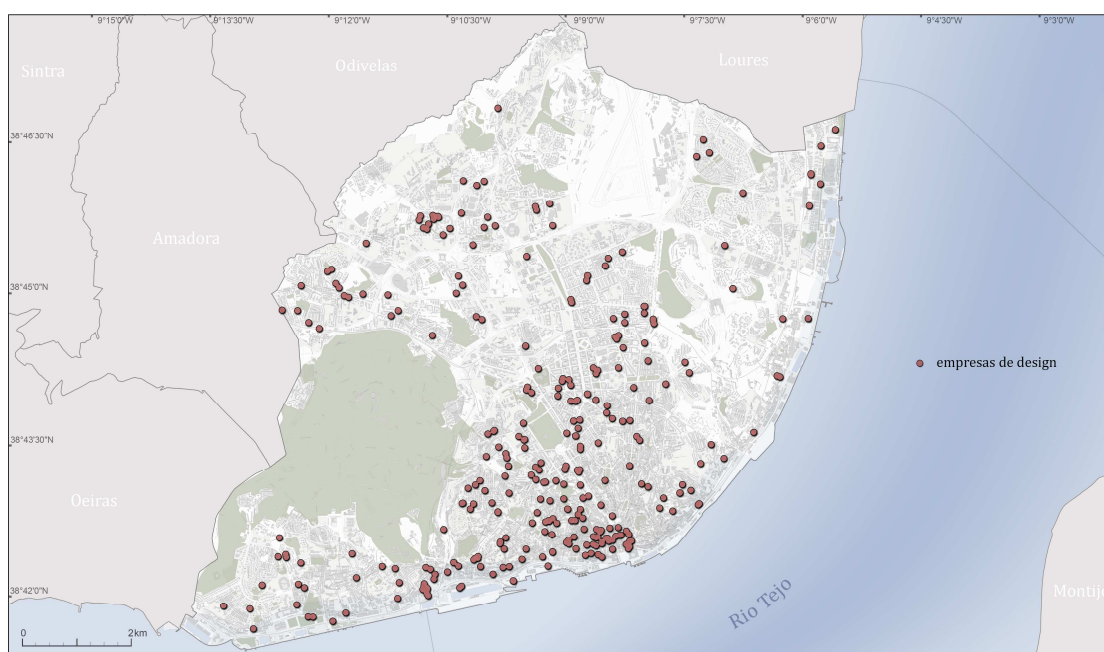 9°15'0"W 9°13'30"W 9°12'0"W 9°10'30"W 9°9'0"W 9°7'30"W 9°6'0"W 9°4'30"W 9°3'0"W
Loures
Sintra
Odivelas
38°46'30"N
Amadora
38°45'0"N
empresas de design
38°43'30"N
Oeiras
38°42'0"N
Rio Tejo
Montijo
0 2km